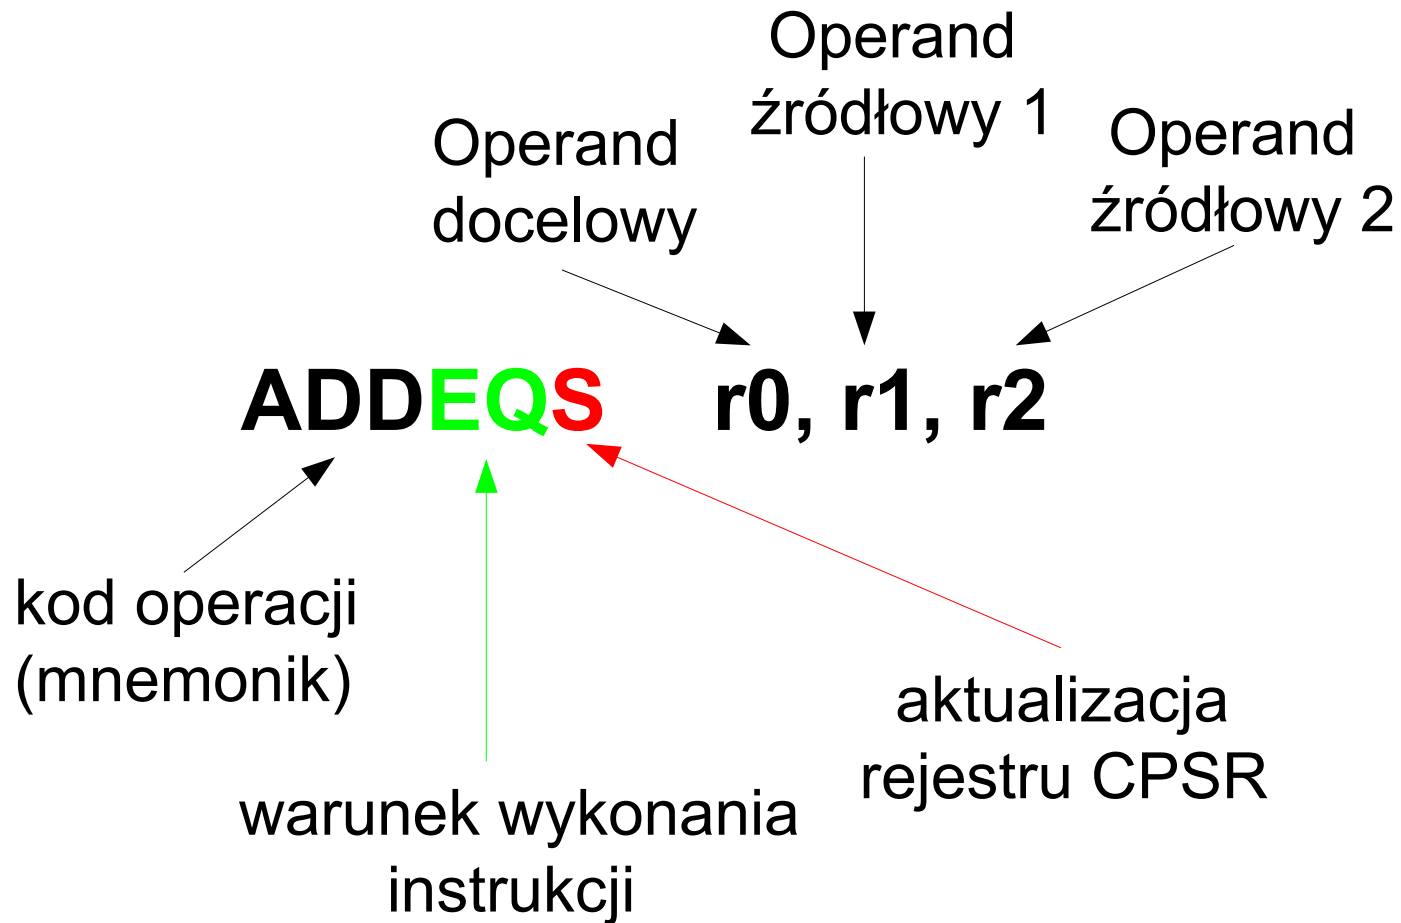 Operand
źródłowy 1
Operand
docelowy
Operand
źródłowy 2
ADDEQS r0, r1, r2
kod operacji
(mnemonik)
aktualizacja
rejestru CPSR
warunek wykonania
instrukcji